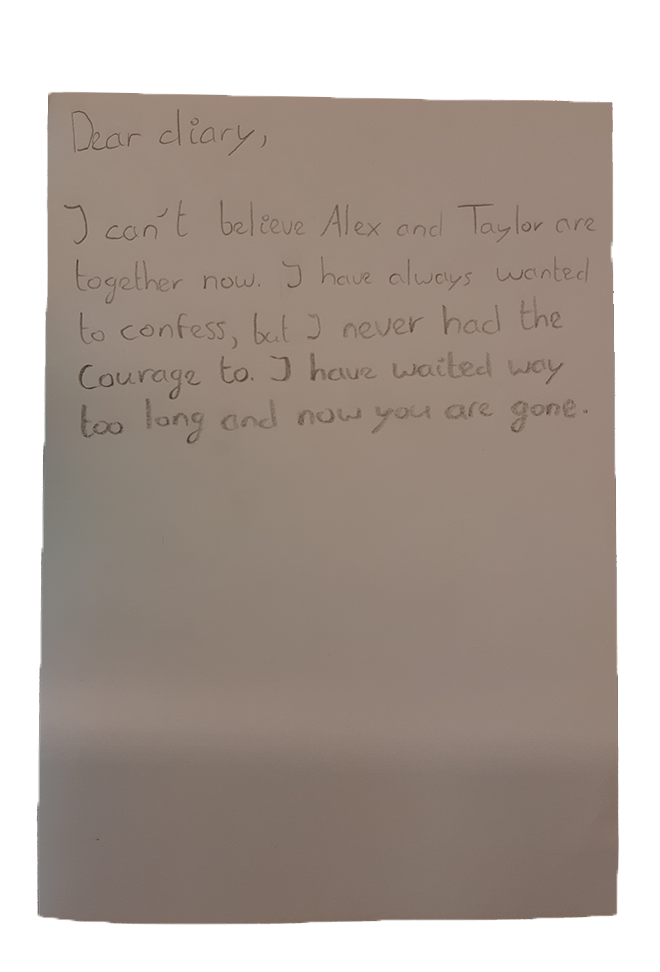 Dear diary,
I can't believe Alex and Taylor are
together now. I have always wanted
to confess, but I never had the
Courage to. I have waited way
too long and now you are gone.